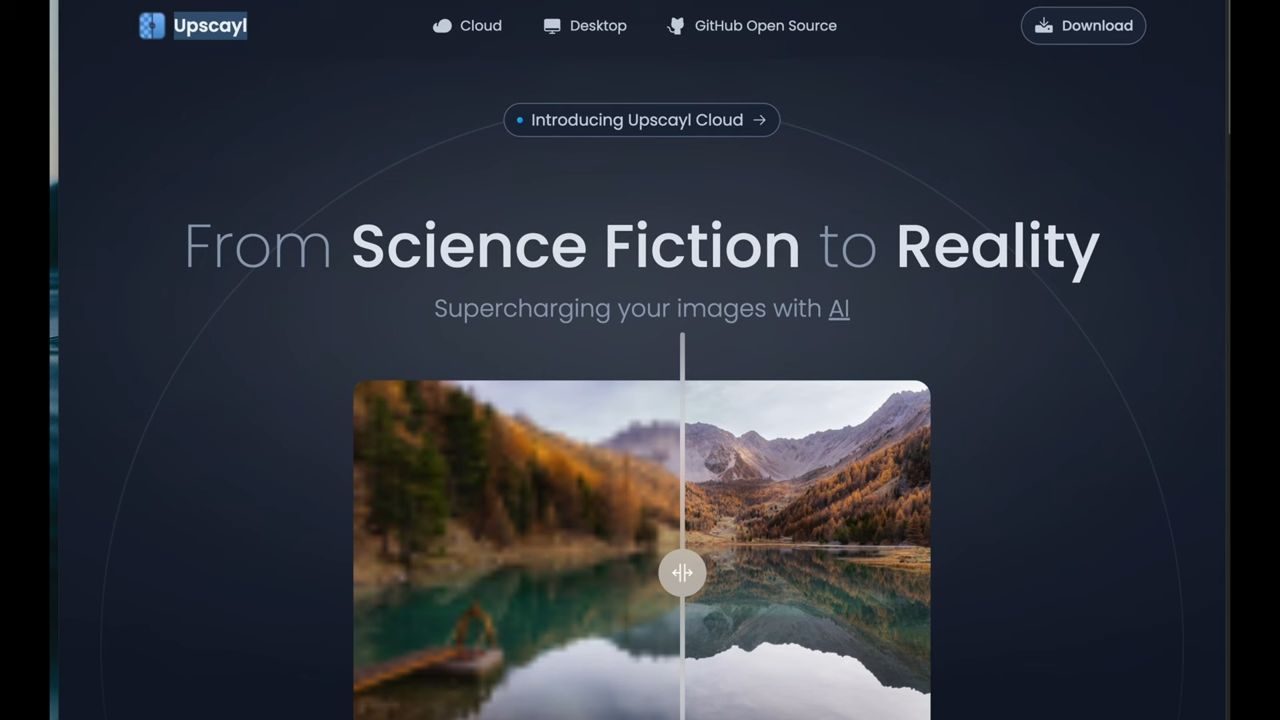 Upscayl
Cloud
Desktop
GitHub Open Source
Download
Introducing Upscayl Cloud →
From Science Fiction to Reality
Supercharging your images with AI